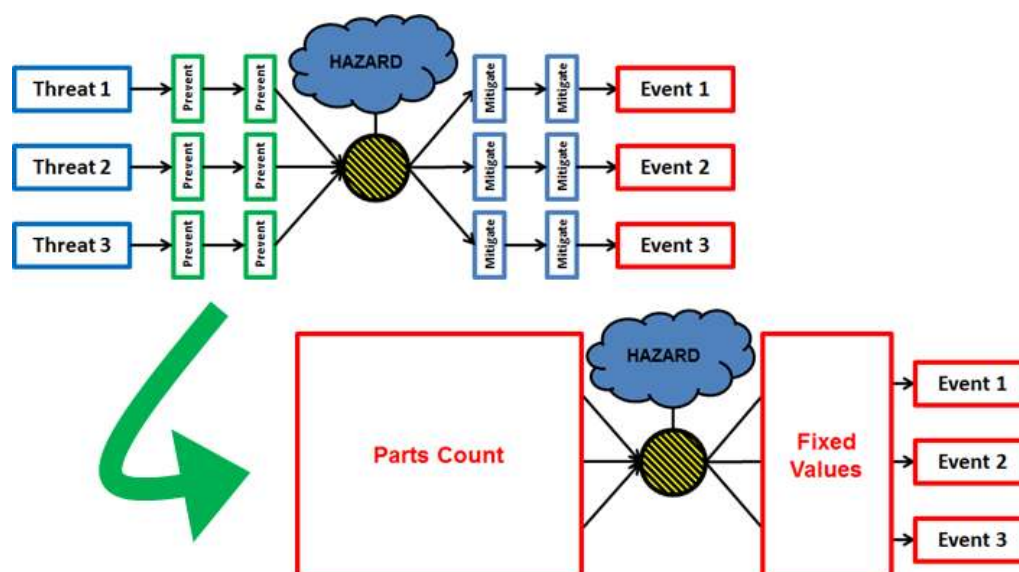 HAZARD
Threat 1
Prevent
Prevent
Mitigate
Mitigate
Event 1
Threat 2
Prevent
Prevent
Mitigate
Mitigate
Event 2
Threat 3
Prevent
Prevent
Mitigate
Mitigate
Event 3
HAZARD
Parts Count
Fixed
Values
Event 1
Event 2
Event 3